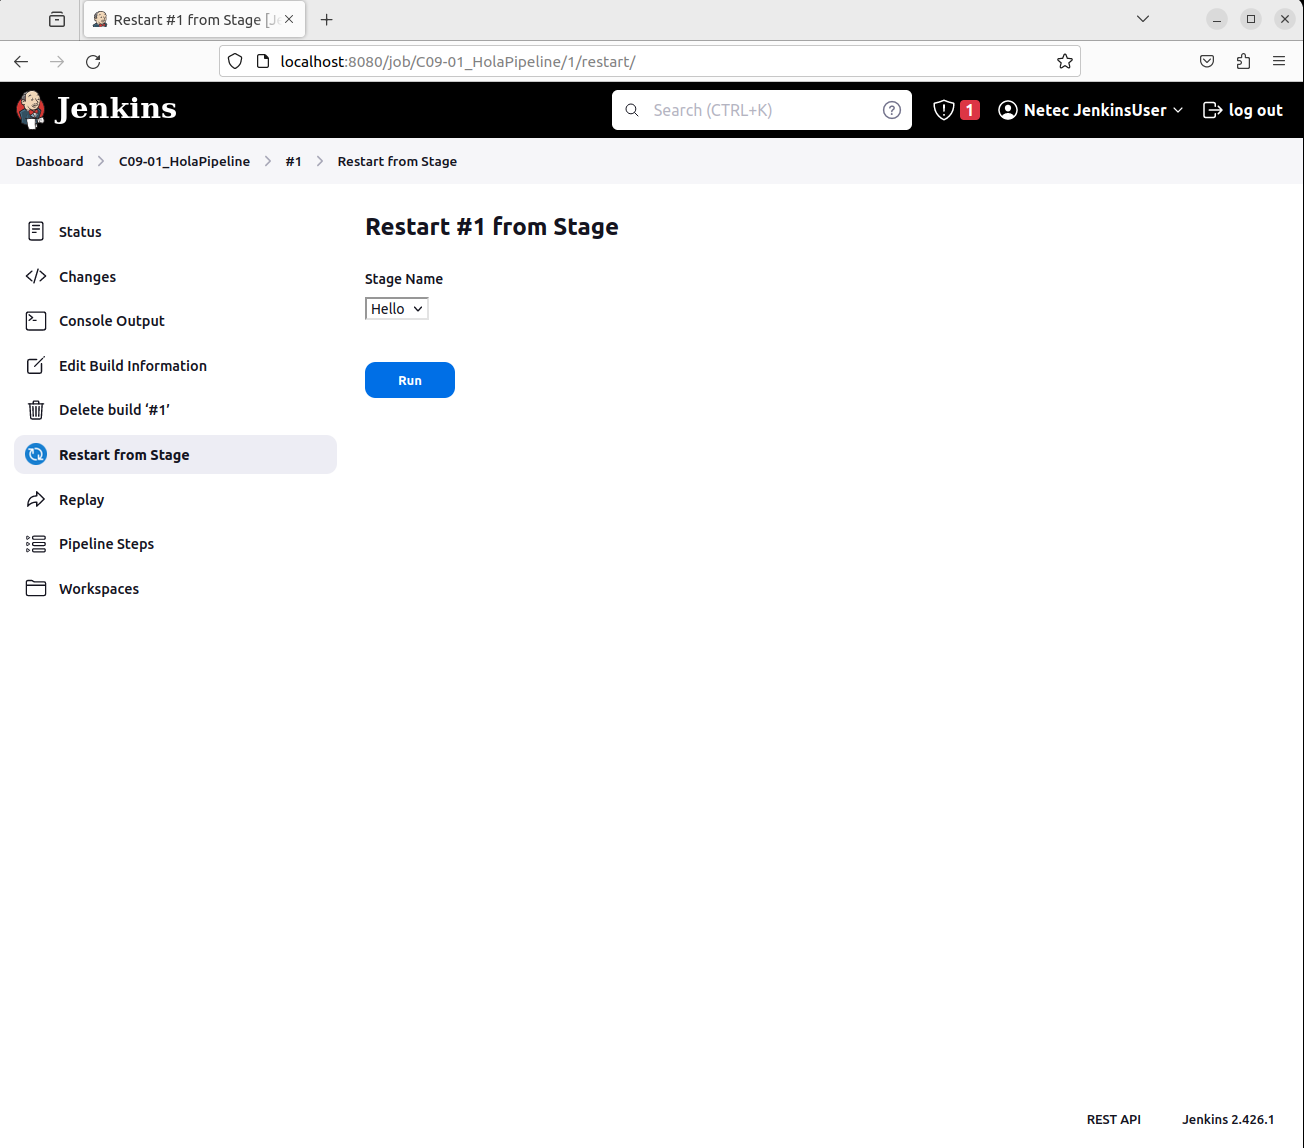 Restart #1 from Stage [Je
localhost:8080/job/C09-01_HolaPipeline/1/restart/
Jenkins
Search (CTRL+K)
1
Netec JenkinsUser
log out
Dashboard
C09-01_HolaPipeline
#1
Restart from Stage
Status
Changes
Console Output
Edit Build Information
Delete build ‘#1’
Restart from Stage
Replay
Pipeline Steps
Workspaces
Restart #1 from Stage
Stage Name
Hello
Run
REST API
Jenkins 2.426.1